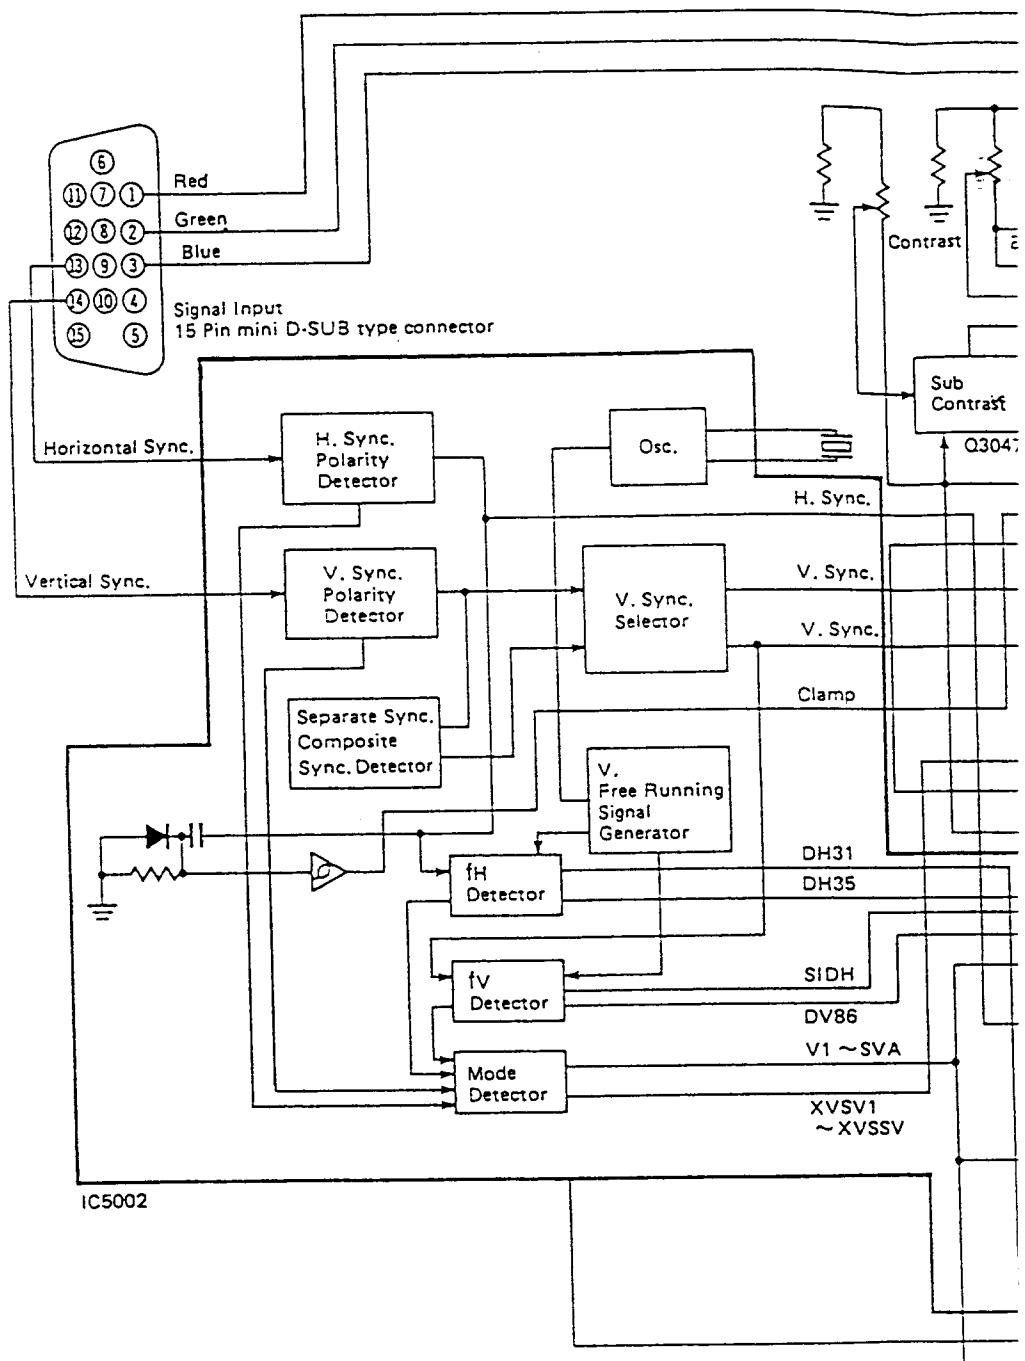 6
11 7 1
Red
12 8 2
Green
13 9 3
Blue
14 10 4
15 5
Signal Input
15 Pin mini D-SUB type connector
Contrast
Sub
Contrast
Q3047
Horizontal Sync.
H. Sync.
Polarity
Detector
Osc.
H. Sync.
Vertical Sync.
V. Sync.
Polarity
Detector
V. Sync.
Selector
V. Sync.
V. Sync.
Separate Sync.
Composite
Sync. Detector
Clamp
V.
Free Running
Signal
Generator
fH
Detector
DH31
DH35
fV
Detector
SIDH
DV86
Mode
Detector
V1 ~SVA
XVSV1
~XVSSV
IC5002